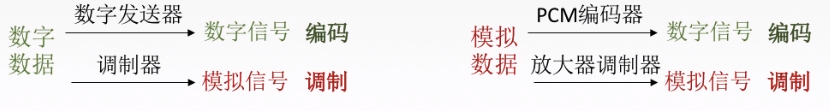 数字数据
数字发送器
数字信号 编码
调制器
模拟信号 调制
模拟数据
PCM编码器
数字信号 编码
放大器调制器
模拟信号 调制